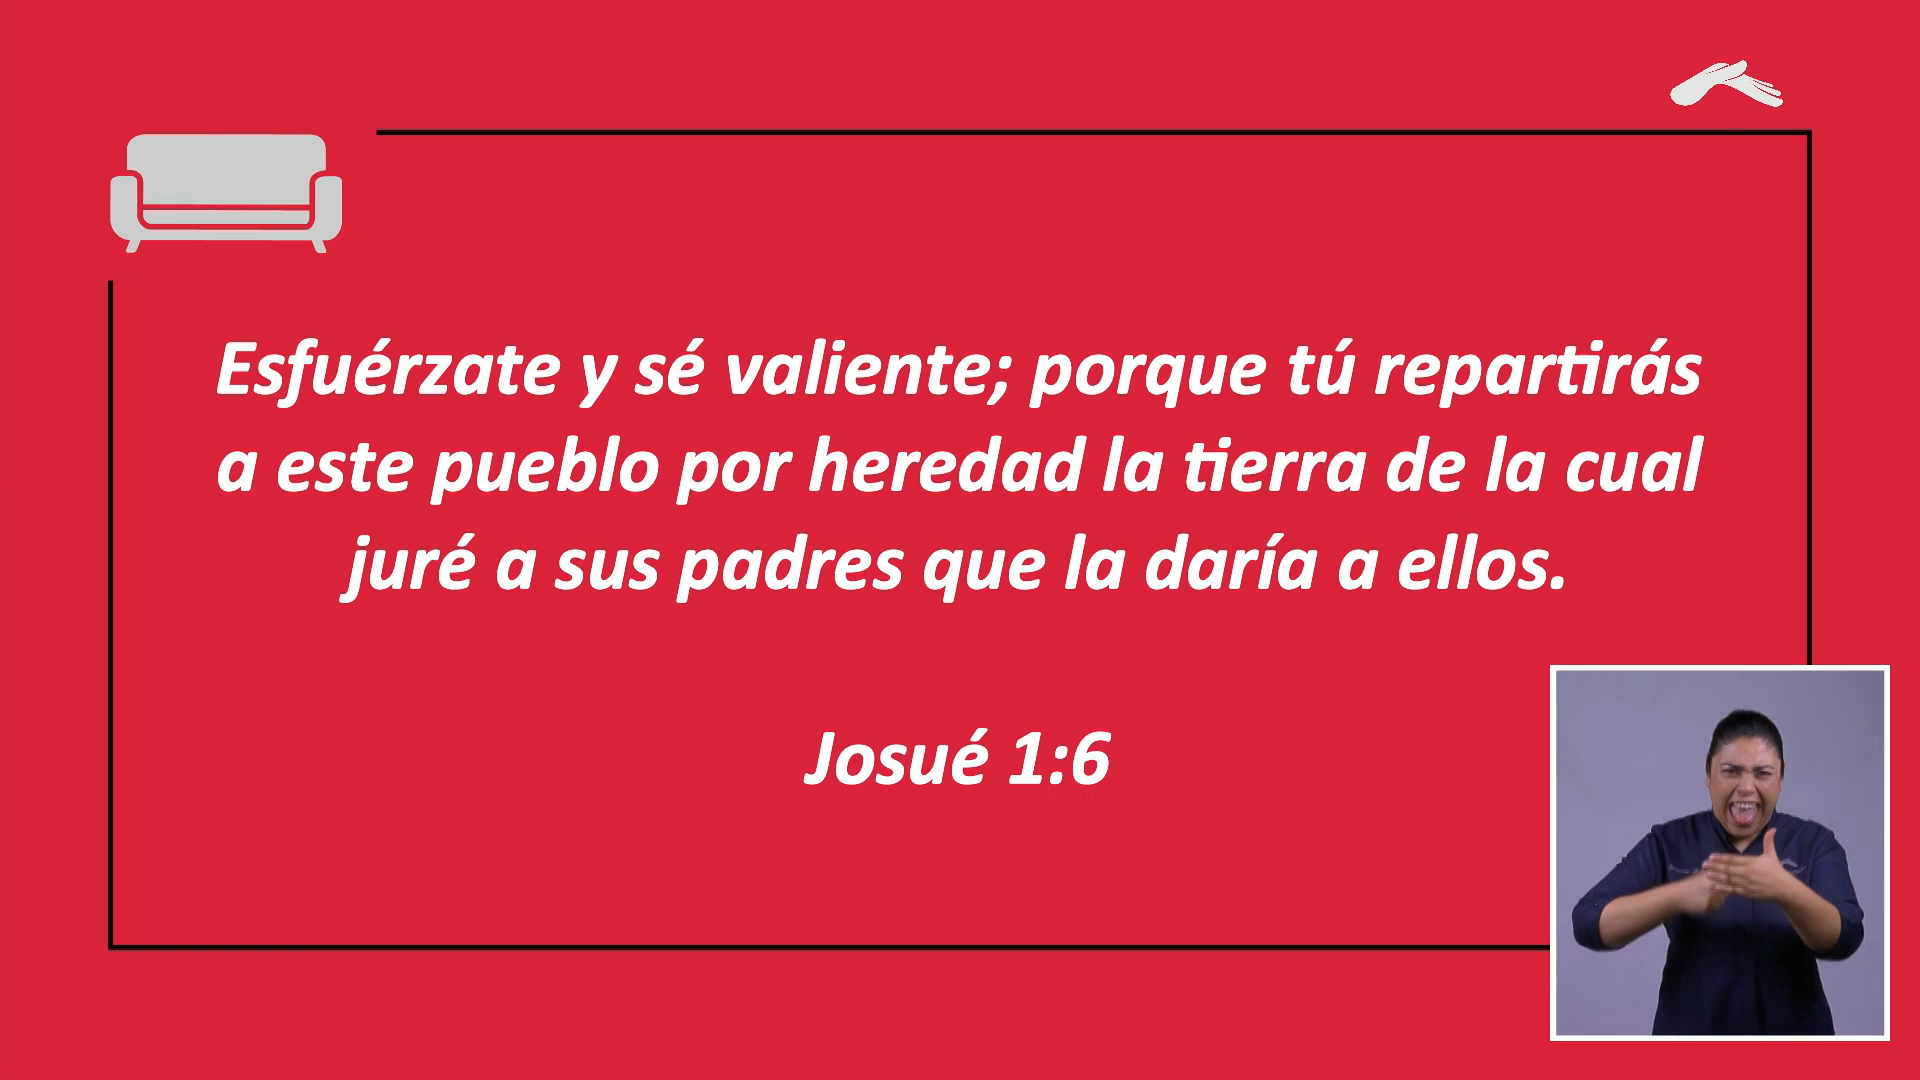 Esfuérzate y sé valiente; porque tú repartirás
a este pueblo por heredad la tierra de la cual
juré a sus padres que la daría a ellos.
Josué 1:6